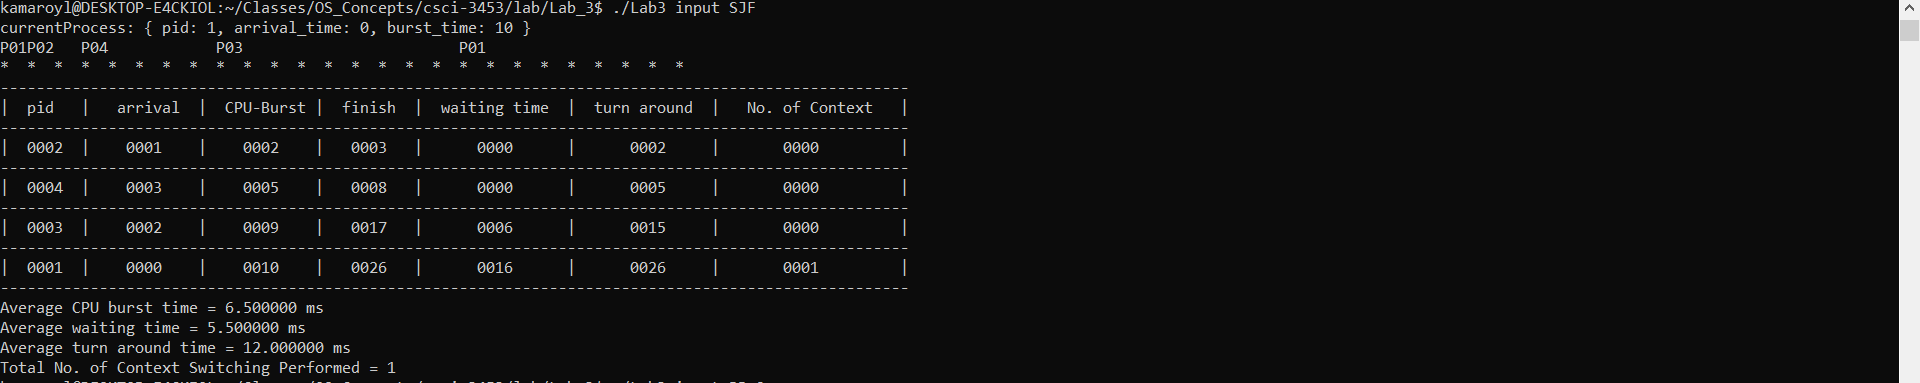 kamaroyl@DESKTOP-E4CKIOL:~/Classes/OS_Concepts/csci-3453/lab/Lab_3$ ./Lab3 input SJF
currentProcess: { pid: 1, arrival_time: 0, burst_time: 10 }
P01P02   P04            P03                        P01
*  *  *  *  *  *  *  *  *  *  *  *  *  *  *  *  *  *  *  *  *  *  *  *  *  *
-----------------------------------------------------------------------------------------------------
|  pid   |   arrival  |  CPU-Burst |  finish  |  waiting time  |  turn around  |   No. of Context   |
-----------------------------------------------------------------------------------------------------
|  0002  |    0001    |    0002    |   0003   |      0000      |      0002     |       0000         |
-----------------------------------------------------------------------------------------------------
|  0004  |    0003    |    0005    |   0008   |      0000      |      0005     |       0000         |
-----------------------------------------------------------------------------------------------------
|  0003  |    0002    |    0009    |   0017   |      0006      |      0015     |       0000         |
-----------------------------------------------------------------------------------------------------
|  0001  |    0000    |    0010    |   0026   |      0016      |      0026     |       0001         |
-----------------------------------------------------------------------------------------------------
Average CPU burst time = 6.500000 ms
Average waiting time = 5.500000 ms
Average turn around time = 12.000000 ms
Total No. of Context Switching Performed = 1